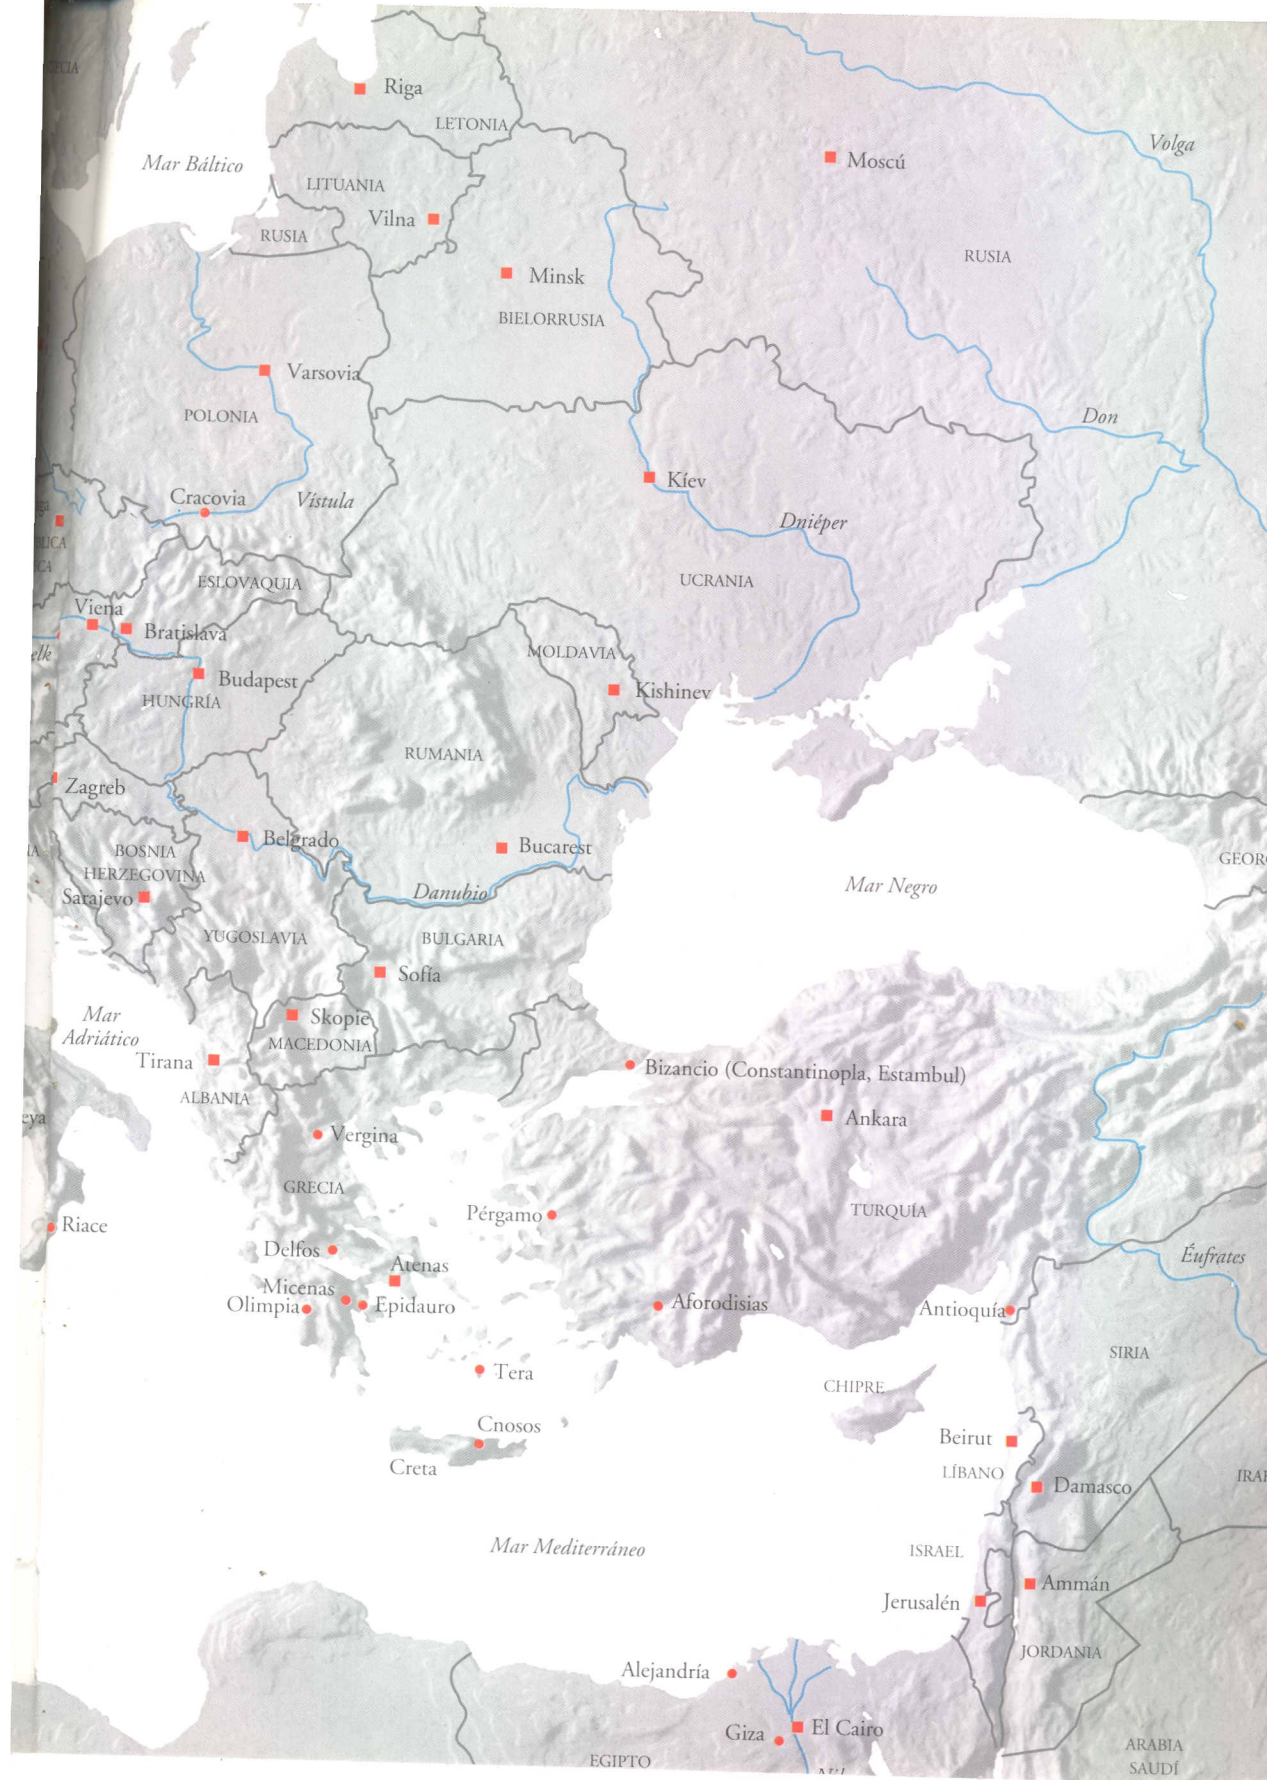 Riga
LETONIA
Mar Báltico
Volga
Moscú
LITUANIA
Vilna
RUSIA
RUSIA
Minsk
BIELORRUSIA
Varsovia
POLONIA
Don
Cracovia
Vístula
Kíev
Dniéper
ESLOVAQUIA
UCRANIA
Viena
Bratislava
MOLDAVIA
Budapest
Kishinev
HUNGRÍA
RUMANIA
Zagreb
Belgrado
Bucarest
BOSNIA
HERZEGOVINA
GEOR
Mar Negro
Danubio
Sarajevo
YUGOSLAVIA
BULGARIA
Sofía
Mar
Adriático
Skopie
MACEDONIA
Tirana
Bizancio (Constantinopla, Estambul)
ALBANIA
Ankara
Vergina
GRECIA
Pérgamo
TURQUÍA
Riace
Delfos
Atenas
Éufrates
Micenas
Olimpia
Epidauro
Aforodisias
Antioquía
SIRIA
Tera
CHIPRE
Cnosos
Creta
Beirut
LÍBANO
Damasco
IRAK
Mar Mediterráneo
ISRAEL
Ammán
Jerusalén
JORDANIA
Alejandría
Giza
El Cairo
EGIPTO
Nil
ARABIA
SAUDÍ